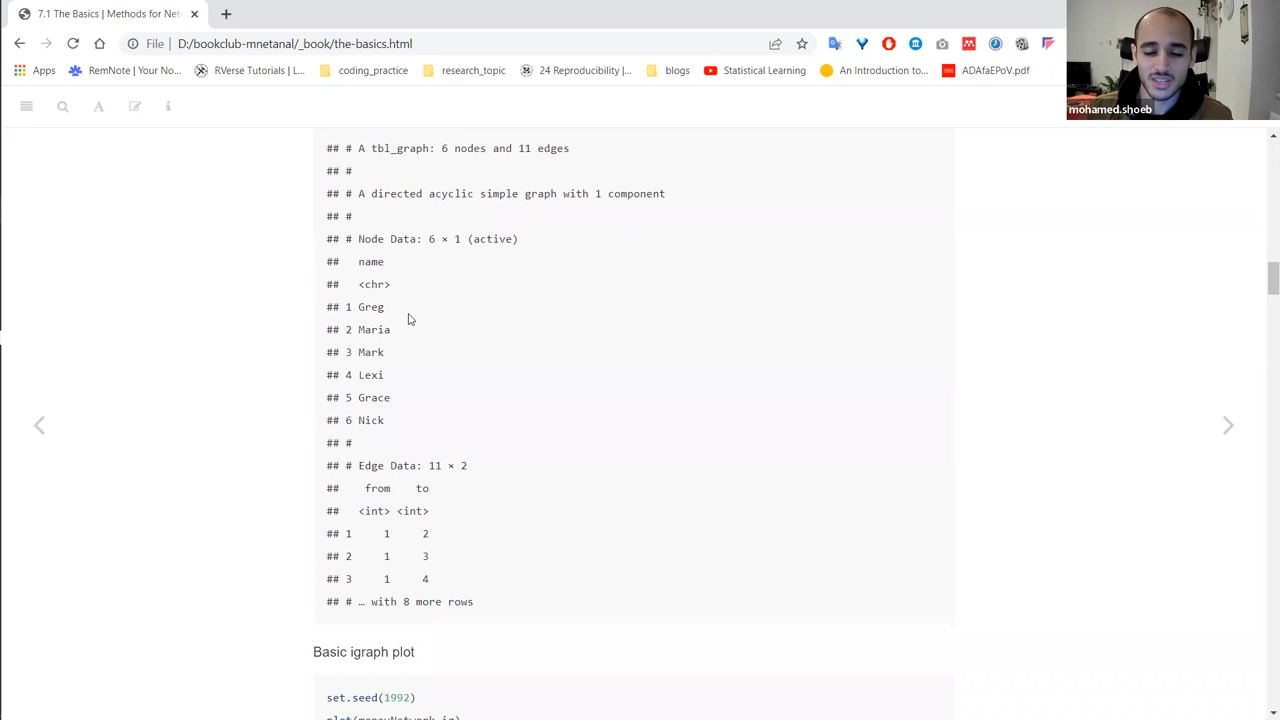 7.1 The Basics | Methods for Net
File | D:/bookclub-mnetanal/_book/the-basics.html
Apps RemNote | Your No... RVerse Tutorials | L... coding_practice research_topic 24 Reproducibility |... blogs Statistical Learning An Introduction to... ADAfaEPoV.pdf
mohamed.shoeb
## # A tbl_graph: 6 nodes and 11 edges
## #
## # A directed acyclic simple graph with 1 component
## #
## # Node Data: 6 × 1 (active)
## name
## <chr>
## 1 Greg
## 2 Maria
## 3 Mark
## 4 Lexi
## 5 Grace
## 6 Nick
## #
## # Edge Data: 11 × 2
## from to
## <int> <int>
## 1 1 2
## 2 1 3
## 3 1 4
## # … with 8 more rows
Basic igraph plot
set.seed(1992)
plot(moneyNetwork_ig)